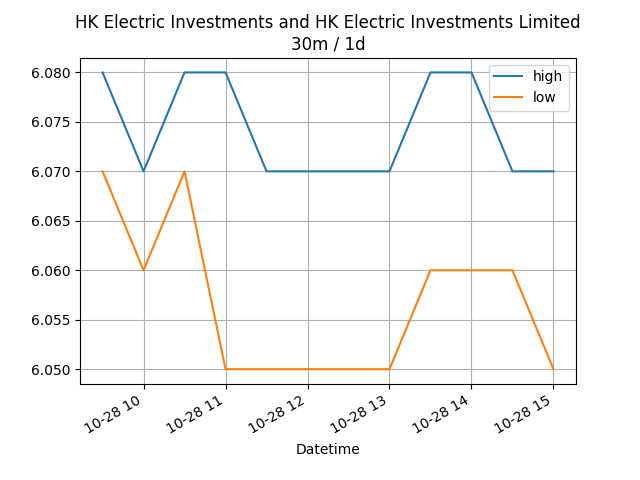 HK Electric Investments and HK Electric Investments Limited
30m / 1d
high
low
6.080
6.075
6.070
6.065
6.060
6.055
6.050
10-28 10
10-28 11
10-28 12
10-28 13
10-28 14
10-28 15
Datetime